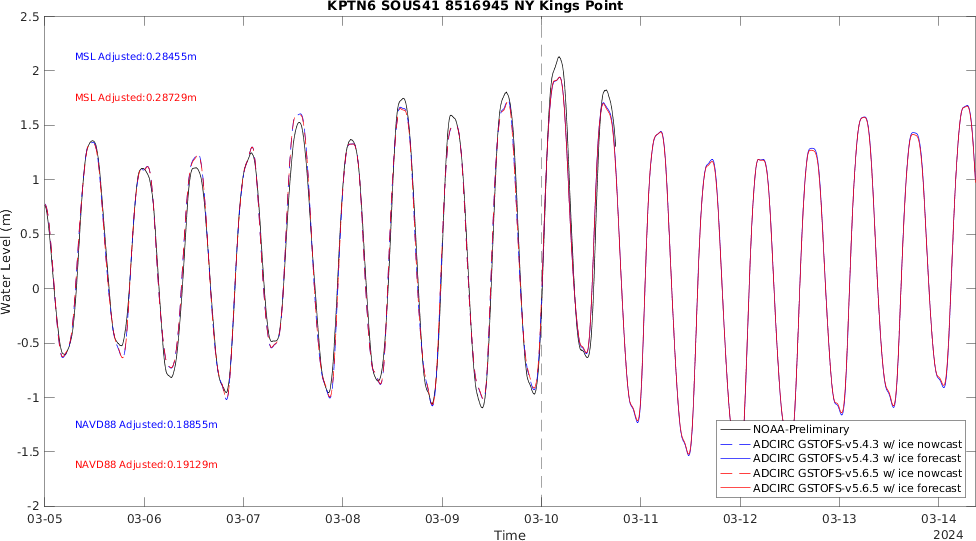 KPTN6 SOUS41 8516945 NY Kings Point
2.5
2
1.5
1
0.5
0
-0.5
-1
-1.5
-2
Water Level (m)
MSL Adjusted:0.28455m
MSL Adjusted:0.28729m
NAVD88 Adjusted:0.18855m
NAVD88 Adjusted:0.19129m
NOAA-Preliminary
ADCIRC GSTOFS-v5.4.3 w/ ice nowcast
ADCIRC GSTOFS-v5.4.3 w/ ice forecast
ADCIRC GSTOFS-v5.6.5 w/ ice nowcast
ADCIRC GSTOFS-v5.6.5 w/ ice forecast
03-05 03-06 03-07 03-08 03-09 03-10 03-11 03-12 03-13 03-14
Time
2024